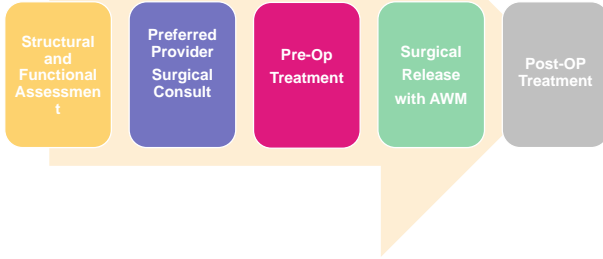 Structural
and
Functional
Assessmen
t
Preferred
Provider
Surgical
Consult
Pre-Op
Treatment
Surgical
Release
with AWM
Post-OP
Treatment